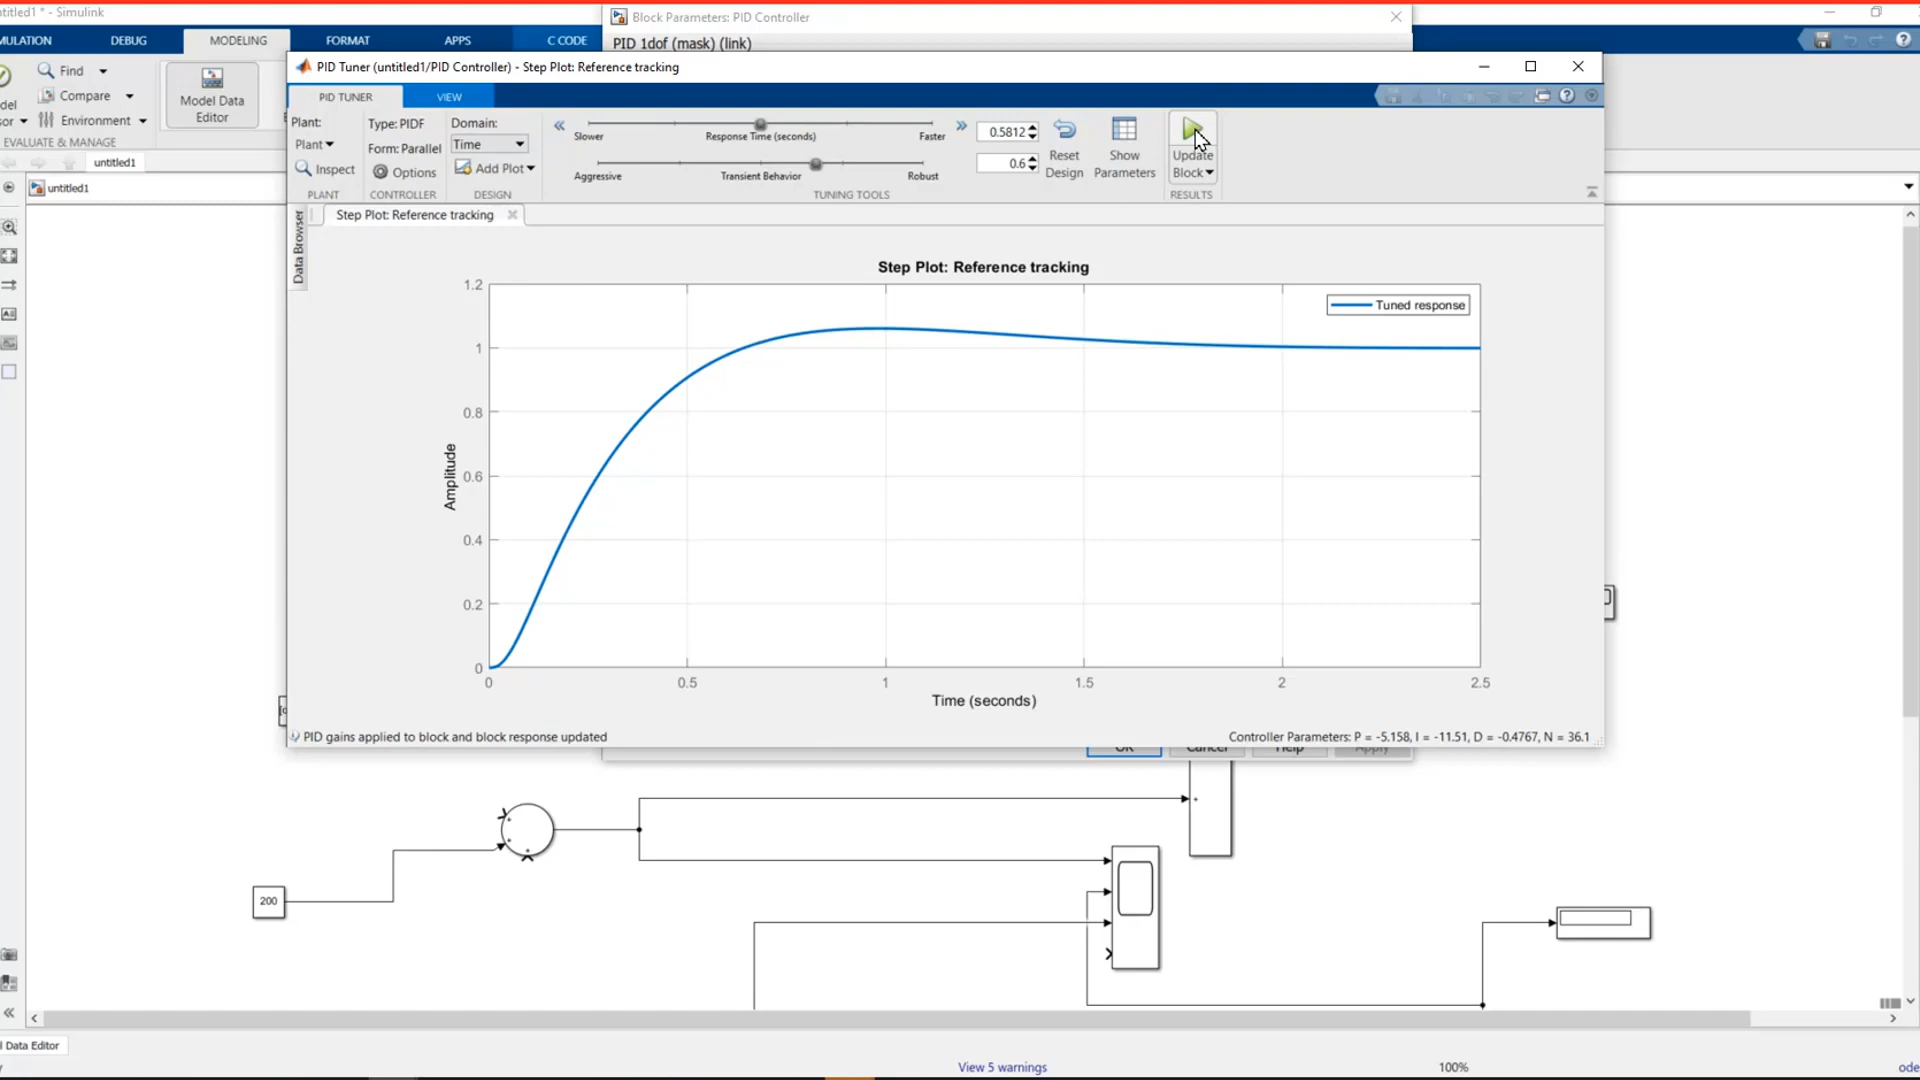 ntitled1 * - Simulink
Block Parameters: PID Controller
MULATION DEBUG MODELING FORMAT APPS C CODE
PID 1dof (mask) (link)
PID Tuner (untitled1/PID Controller) - Step Plot: Reference tracking
PID TUNER VIEW
Find
Compare
Environment
EVALUATE & MANAGE
Model Data
Editor
Plant:
Plant
Inspect
PLANT
Type: PIDF
Form: Parallel
Options
CONTROLLER
Domain:
Time
Add Plot
DESIGN
Slower Response Time (seconds) Faster
0.5812
Aggressive Transient Behavior Robust
0.6
TUNING TOOLS
Reset
Design
Show
Parameters
Update
Block
RESULTS
untitled1
untitled1
Data Browser
Step Plot: Reference tracking
Step Plot: Reference tracking
Tuned response
1.2
1
0.8
0.6
0.4
0.2
0
Amplitude
0 0.5 1 1.5 2 2.5
Time (seconds)
PID gains applied to block and block response updated
Controller Parameters: P = -5.158, I = -11.51, D = -0.4767, N = 36.1
OK Cancel Help Apply
200
l Data Editor
View 5 warnings
100%
ode